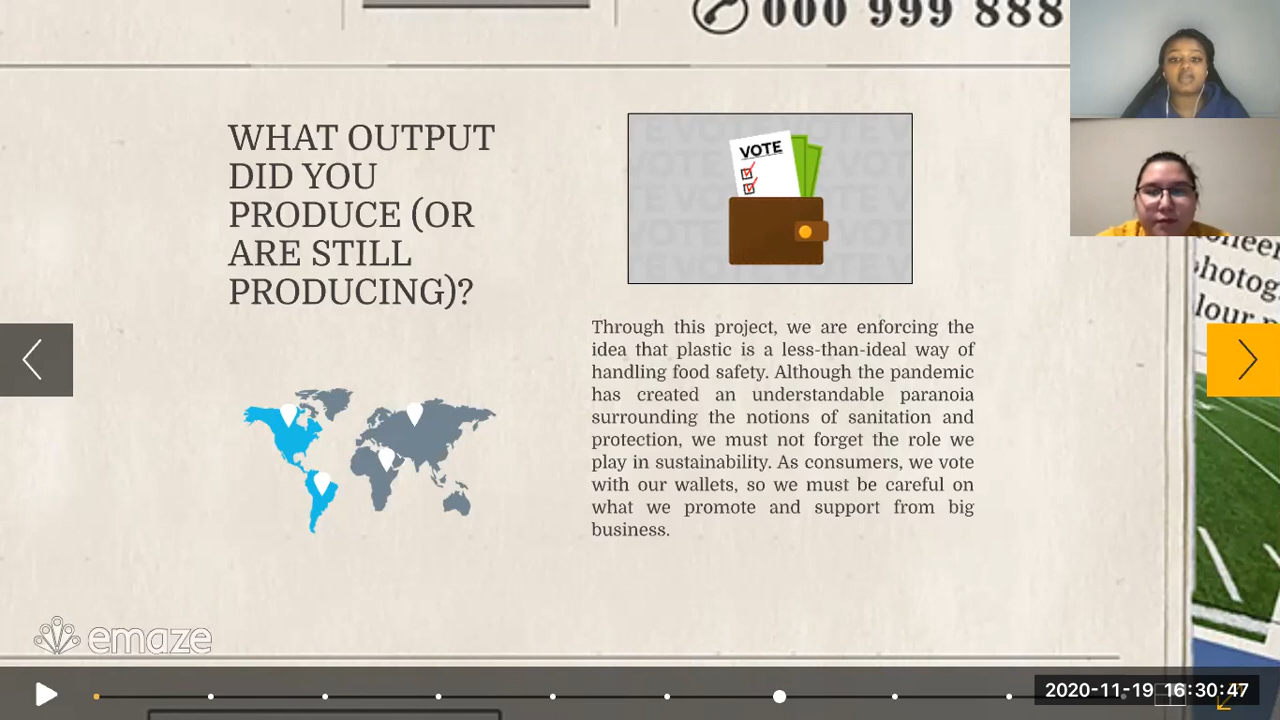 000 999 888
WHAT OUTPUT
DID YOU
PRODUCE (OR
ARE STILL
PRODUCING)?
VOTE
Through this project, we are enforcing the
idea that plastic is a less-than-ideal way of
handling food safety. Although the pandemic
has created an understandable paranoia
surrounding the notions of sanitation and
protection, we must not forget the role we
play in sustainability. As consumers, we vote
with our wallets, so we must be careful on
what we promote and support from big
business.
emaze
2020-11-19 16:30:47